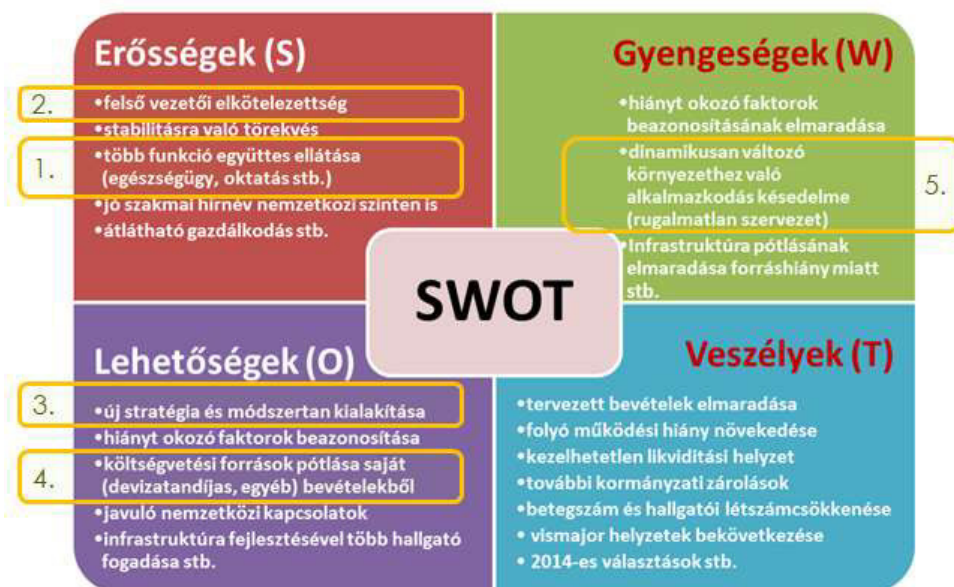 Erősségek (S)
2.
•felső vezetői elkötelezettség
•stabilitásra való törekvés
1.
•több funkció együttes ellátása
(egészségügy, oktatás stb.)
•jó szakmai hírnév nemzetközi szinten is
•átlátható gazdálkodás stb.
Gyengeségek (W)
•hiányt okozó faktorok
beazonosításának elmaradása
•dinamikusan változó
környezethez való
alkalmazkodás késedelme
(rugalmatlan szervezet)
5.
•Infrastruktúra pótlásának
elmaradása forráshiány miatt
stb.
SWOT
Lehetőségek (O)
3.
•új stratégia és módszertan kialakítása
•hiányt okozó faktorok beazonosítása
4.
•költségvetési források pótlása saját
(devizatandíjas, egyéb) bevételekből
•javuló nemzetközi kapcsolatok
•infrastruktúra fejlesztésével több hallgató
fogadása stb.
Veszélyek (T)
•tervezett bevételek elmaradása
•folyó működési hiány növekedése
•kezelhetetlen likviditási helyzet
•további kormányzati zárolások
•betegszám és hallgatói létszámcsökkenése
• vismajor helyzetek bekövetkezése
• 2014-es választások stb.